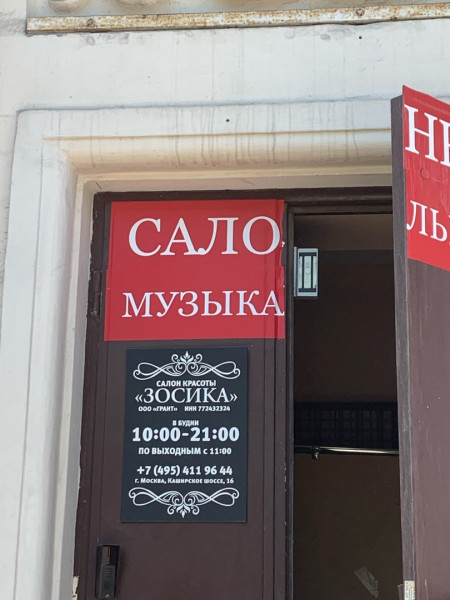 САЛО
МУЗЫКА
НЕ
ЛЬ
САЛОН КРАСОТЫ
«ЗОСИКА»
ООО «ГРАНТ» ИНН 772432324
В БУДНИ
10:00-21:00
ПО ВЫХОДНЫМ С 11:00
+7 (495) 411 96 44
г. Москва, Каширское шоссе, 16